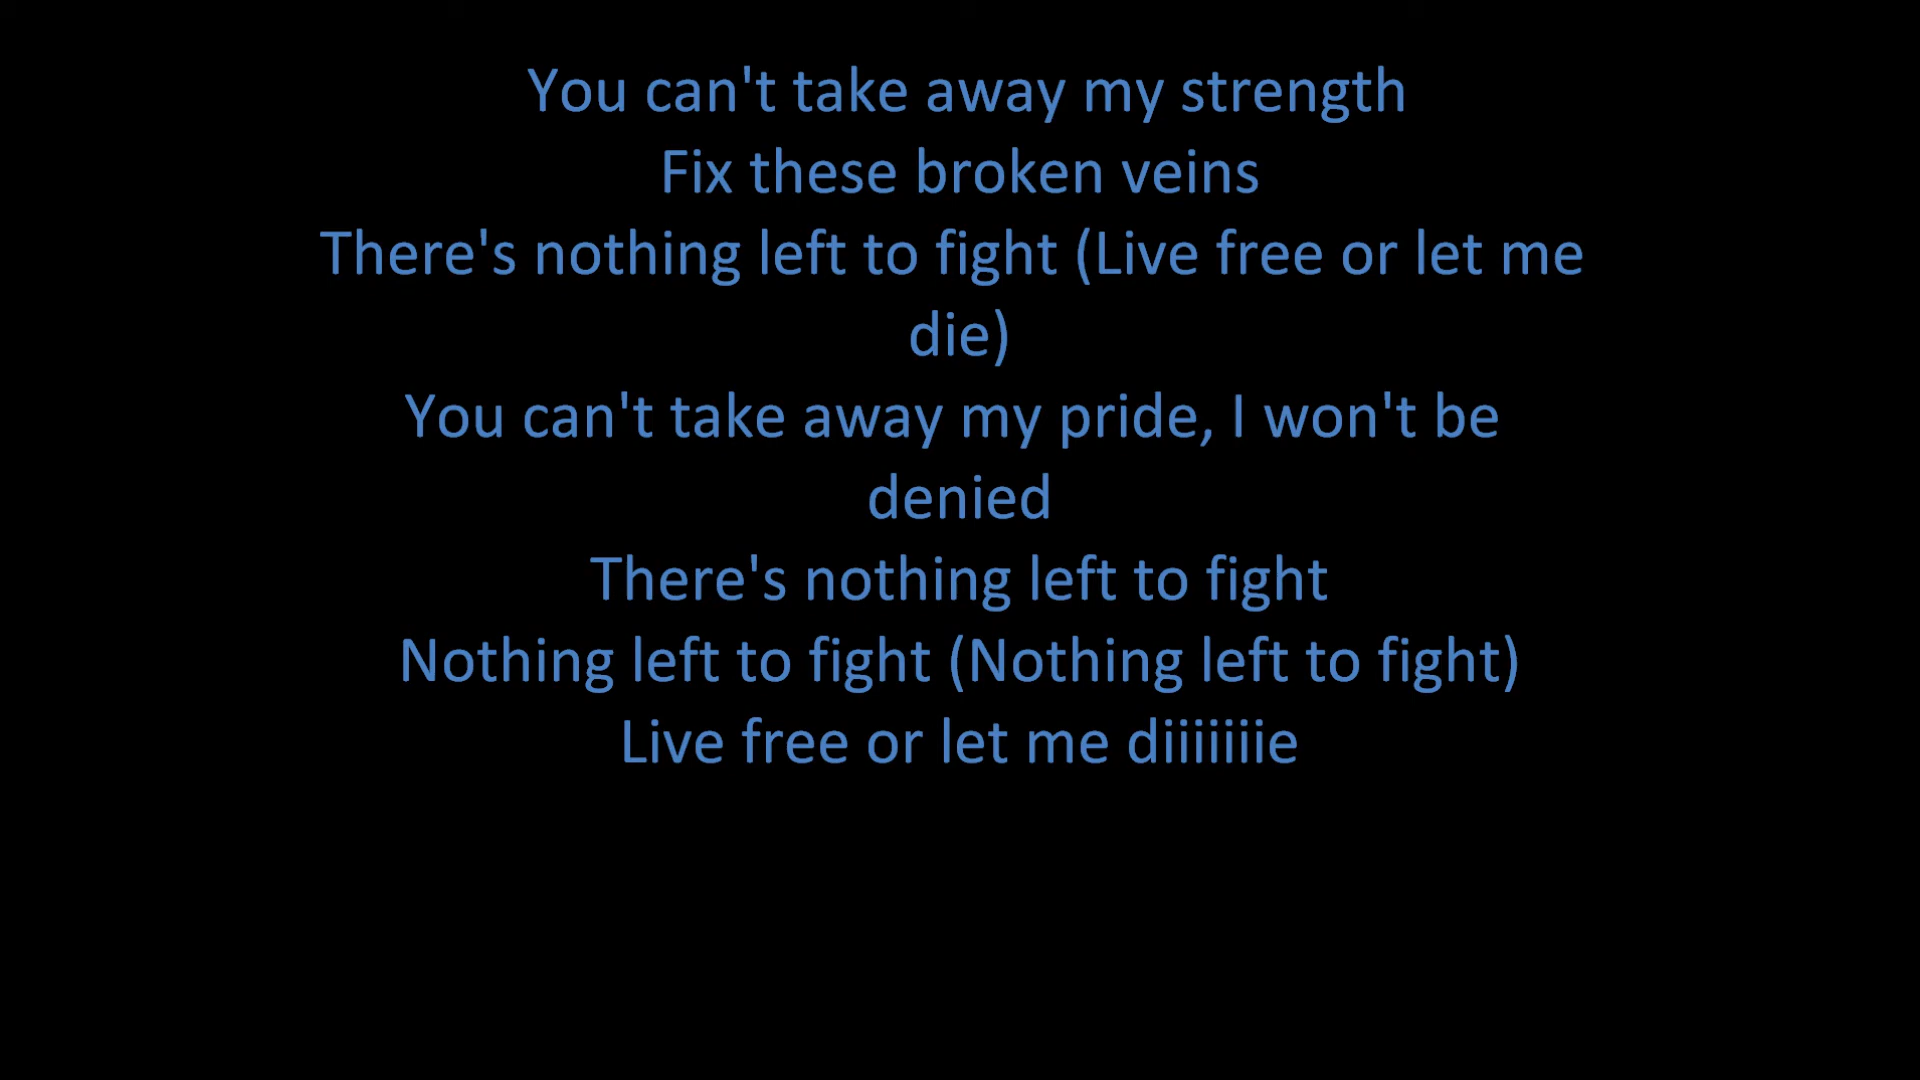 You can't take away my strength
Fix these broken veins
There's nothing left to fight (Live free or let me
die)
You can't take away my pride, I won't be
denied
There's nothing left to fight
Nothing left to fight (Nothing left to fight)
Live free or let me diiiiiiie